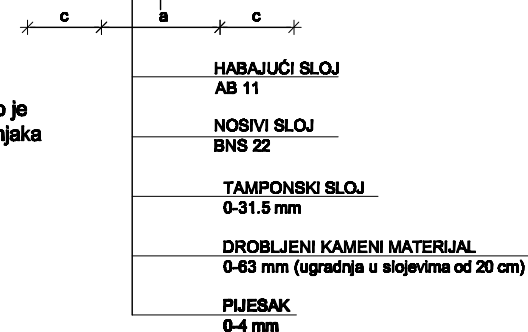 c a c
HABAJUĆI SLOJ
AB 11
je
NOSIVI SLOJ
BNS 22
TAMPONSKI SLOJ
0-31.5 mm
DROBLJENI KAMENI MATERIJAL
0-63 mm (ugradnja u slojevima od 20 cm)
PIJESAK
0-4 mm